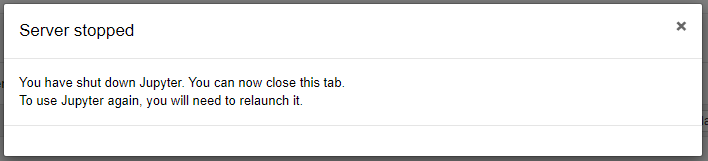 Server stopped
You have shut down Jupyter. You can now close this tab.
To use Jupyter again, you will need to relaunch it.